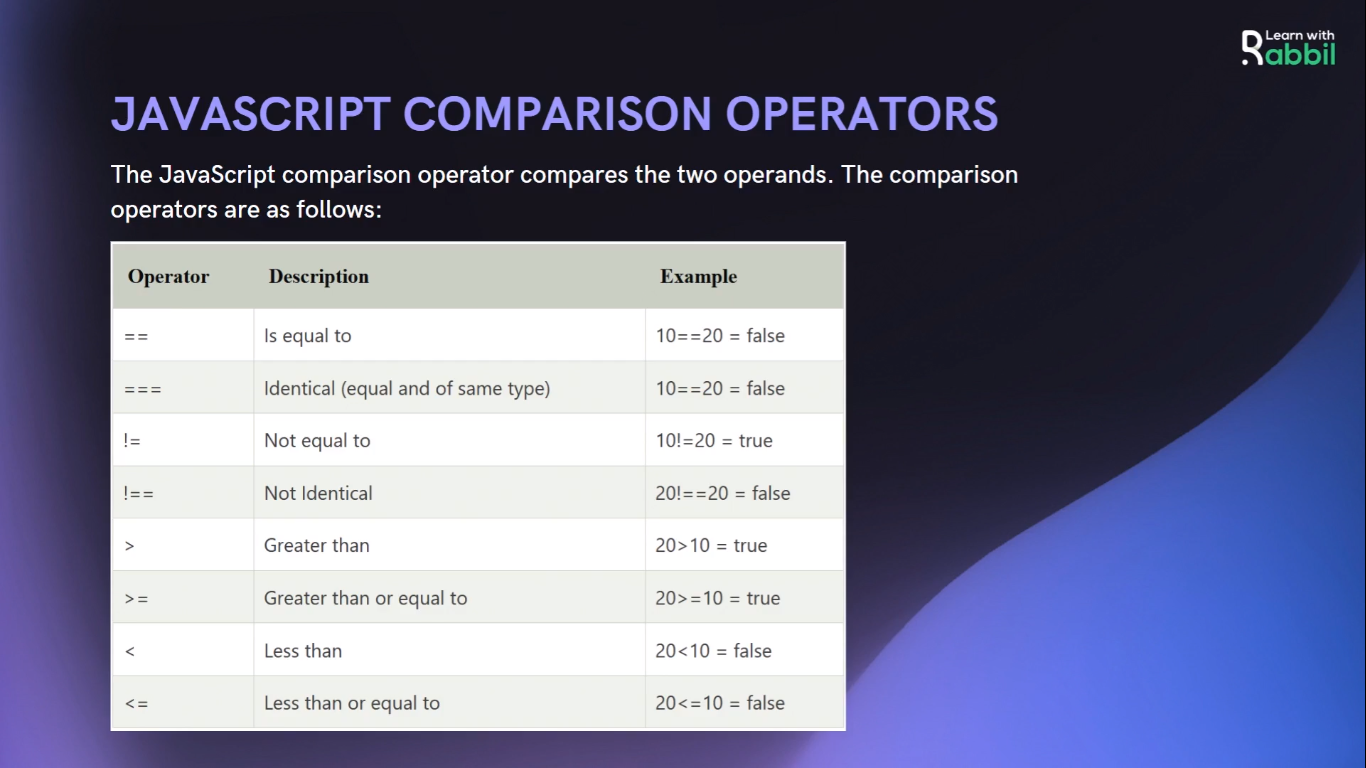 Learn with
Rabbil
JAVASCRIPT COMPARISON OPERATORS
The JavaScript comparison operator compares the two operands. The comparison
operators are as follows:
Operator Description Example
== Is equal to 10==20 = false
=== Identical (equal and of same type) 10==20 = false
!= Not equal to 10!=20 = true
!== Not Identical 20!==20 = false
> Greater than 20>10 = true
>= Greater than or equal to 20>=10 = true
< Less than 20<10 = false
<= Less than or equal to 20<=10 = false